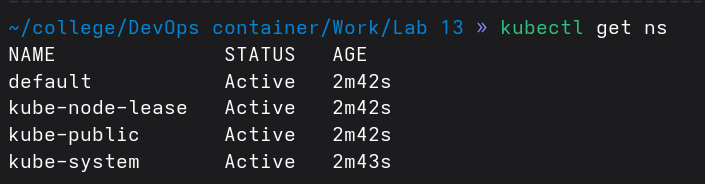 ~/college/DevOps container/Work/Lab 13 » kubectl get ns
NAME STATUS AGE
default Active 2m42s
kube-node-lease Active 2m42s
kube-public Active 2m42s
kube-system Active 2m43s